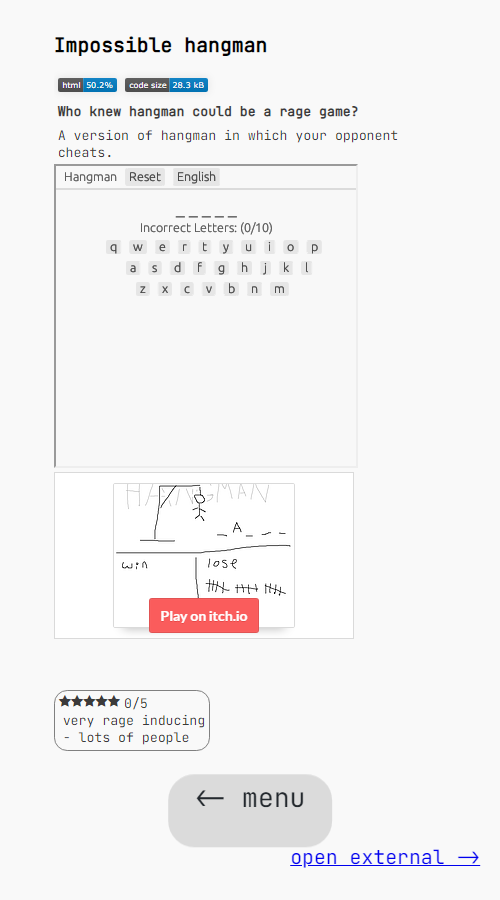 Impossible hangman
html 50.2% code size 28.3 kB
Who knew hangman could be a rage game?
A version of hangman in which your opponent
cheats.
Hangman Reset English
_ _ _ _ _
Incorrect Letters: (0/10)
q w e r t y u i o p
a s d f g h j k l
z x c v b n m
HANGMAN
_ A _ _ _
win lose
Play on itch.io
★★★★★ 0/5
very rage inducing
- lots of people
← menu
open external →